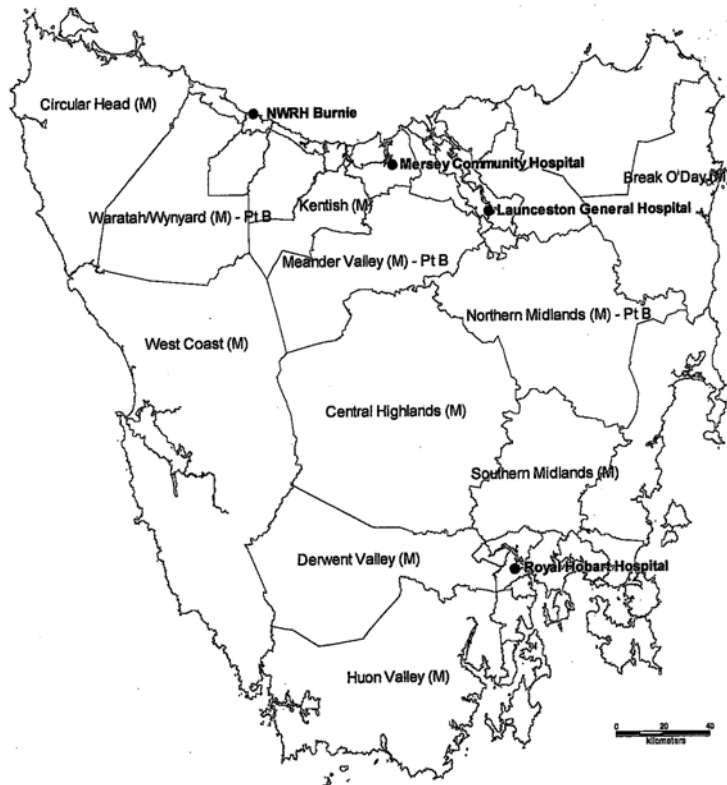 Circular Head (M)
NWRH Burnie
Mersey Community Hospital
Break O'Day (M)
Kentish (M)
Launceston General Hospital
Waratah/Wynyard (M) - Pt B
Meander Valley (M) - Pt B
Northern Midlands (M) - Pt B
West Coast (M)
Central Highlands (M)
Southern Midlands (M)
Derwent Valley (M)
Royal Hobart Hospital
Huon Valley (M)
0 20 40
kilometers